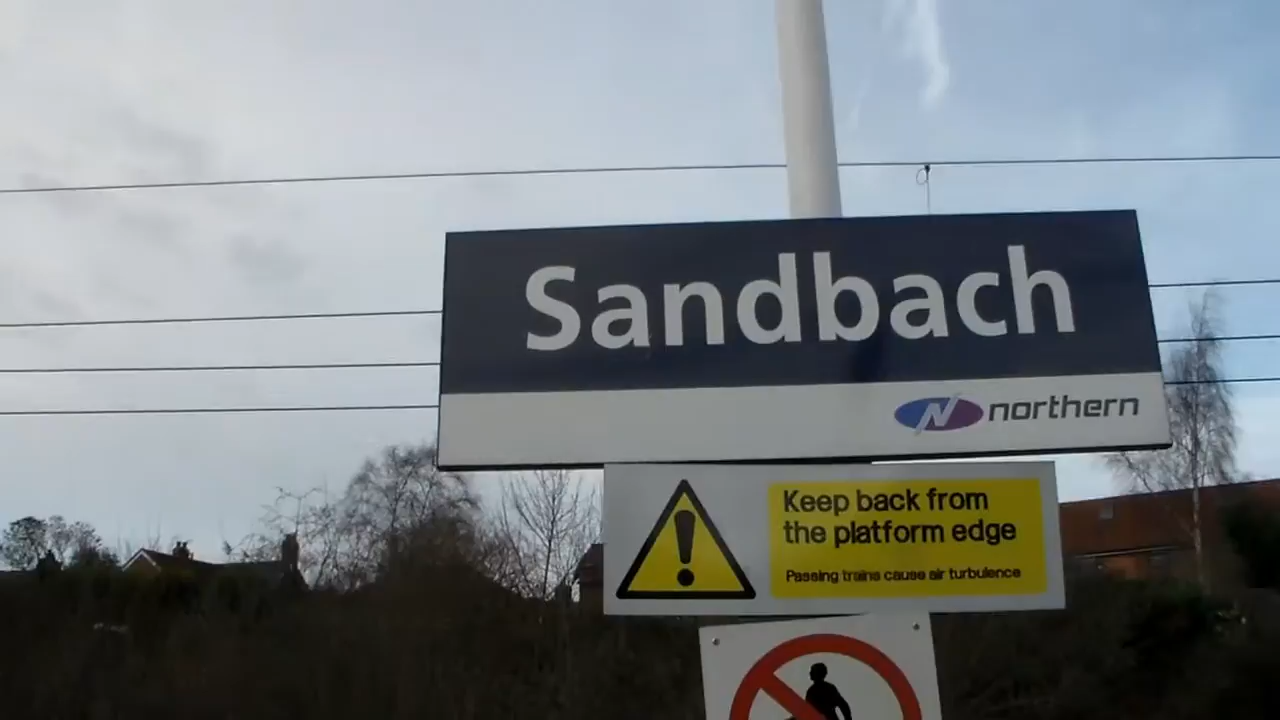 Sandbach
northern
Keep back from
the platform edge
Passing trains cause air turbulence